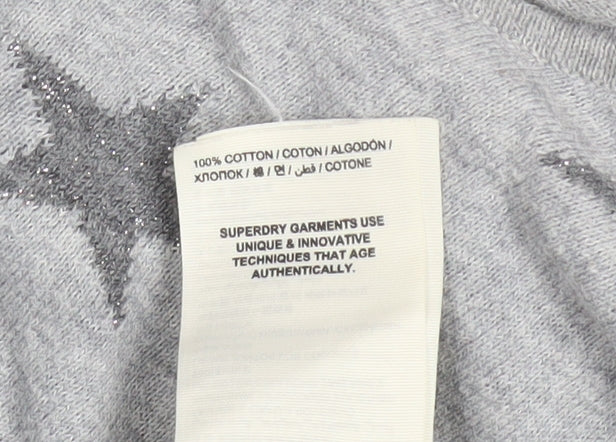 100% COTTON / COTON / ALGODÓN /
ХЛОПОК / 棉 / 면 / قطن / COTONE
SUPERDRY GARMENTS USE
UNIQUE & INNOVATIVE
TECHNIQUES THAT AGE
AUTHENTICALLY.